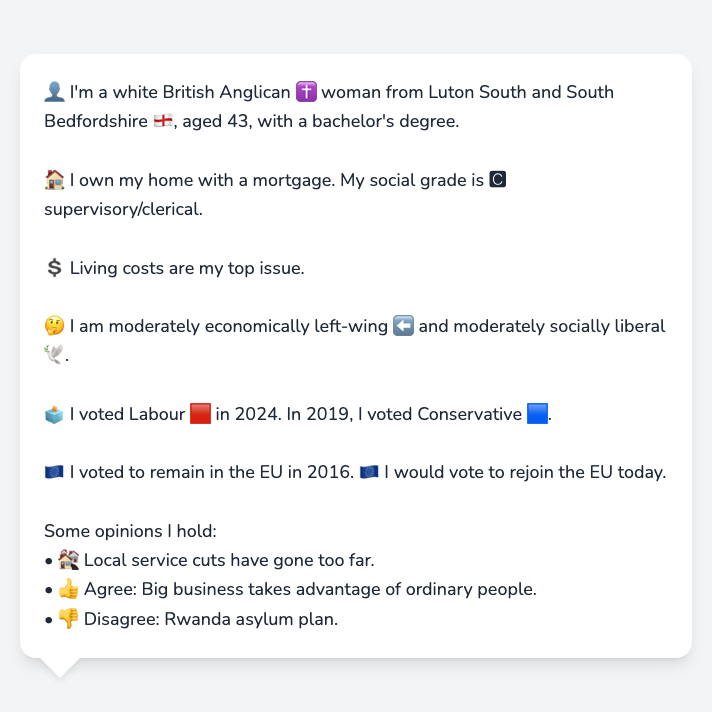 👤 I'm a white British Anglican ✝️ woman from Luton South and South
Bedfordshire 🏴󠁧󠁢󠁥󠁮󠁧󠁿, aged 43, with a bachelor's degree.
🏠 I own my home with a mortgage. My social grade is 🅲
supervisory/clerical.
💲 Living costs are my top issue.
🤔 I am moderately economically left-wing ⬅️ and moderately socially liberal
🕊️.
🗳️ I voted Labour 🟥 in 2024. In 2019, I voted Conservative 🟦.
🇪🇺 I voted to remain in the EU in 2016. 🇪🇺 I would vote to rejoin the EU today.
Some opinions I hold:
• 🏚️ Local service cuts have gone too far.
• 👍 Agree: Big business takes advantage of ordinary people.
• 👎 Disagree: Rwanda asylum plan.